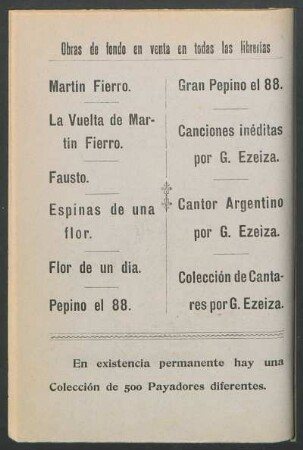 Obras de fondo en venta en todas las librerías
Martin Fierro.
La Vuelta de Mar-
tin Fierro.
Fausto.
Espinas de una
flor.
Flor de un dia.
Pepino el 88.
Gran Pepino el 88.
Canciones inéditas
por G. Ezeiza.
Cantor Argentino
por G. Ezeiza.
Colección de Canta-
res por G. Ezeiza.
En existencia permanente hay una
Colección de 500 Payadores diferentes.